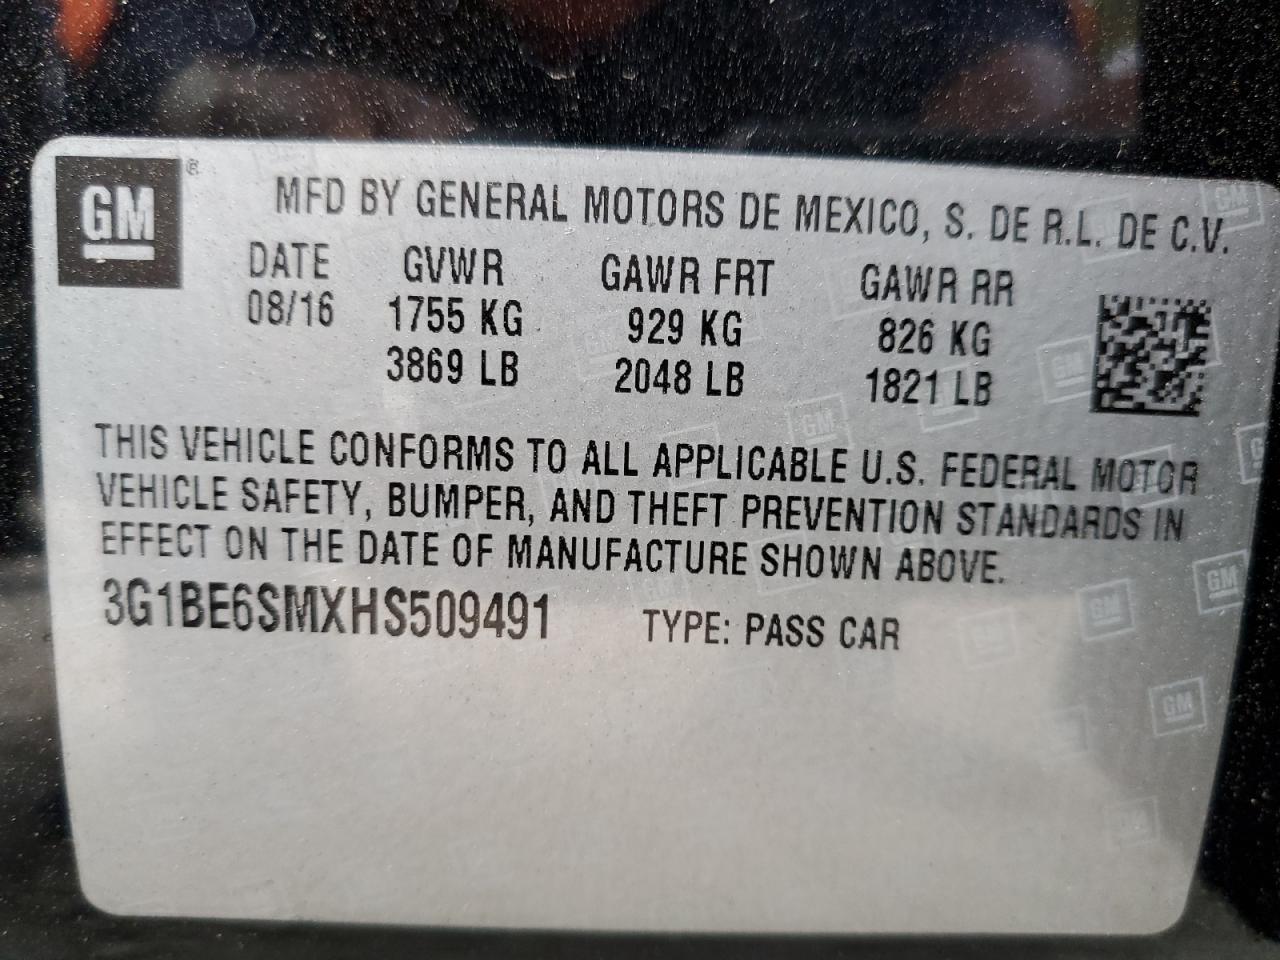 GM ®
MFD BY GENERAL MOTORS DE MEXICO, S. DE R.L. DE C.V.
DATE GVWR GAWR FRT GAWR RR
08/16 1755 KG 929 KG 826 KG
3869 LB 2048 LB 1821 LB
THIS VEHICLE CONFORMS TO ALL APPLICABLE U.S. FEDERAL MOTOR
VEHICLE SAFETY, BUMPER, AND THEFT PREVENTION STANDARDS IN
EFFECT ON THE DATE OF MANUFACTURE SHOWN ABOVE.
3G1BE6SMXHS509491 TYPE: PASS CAR